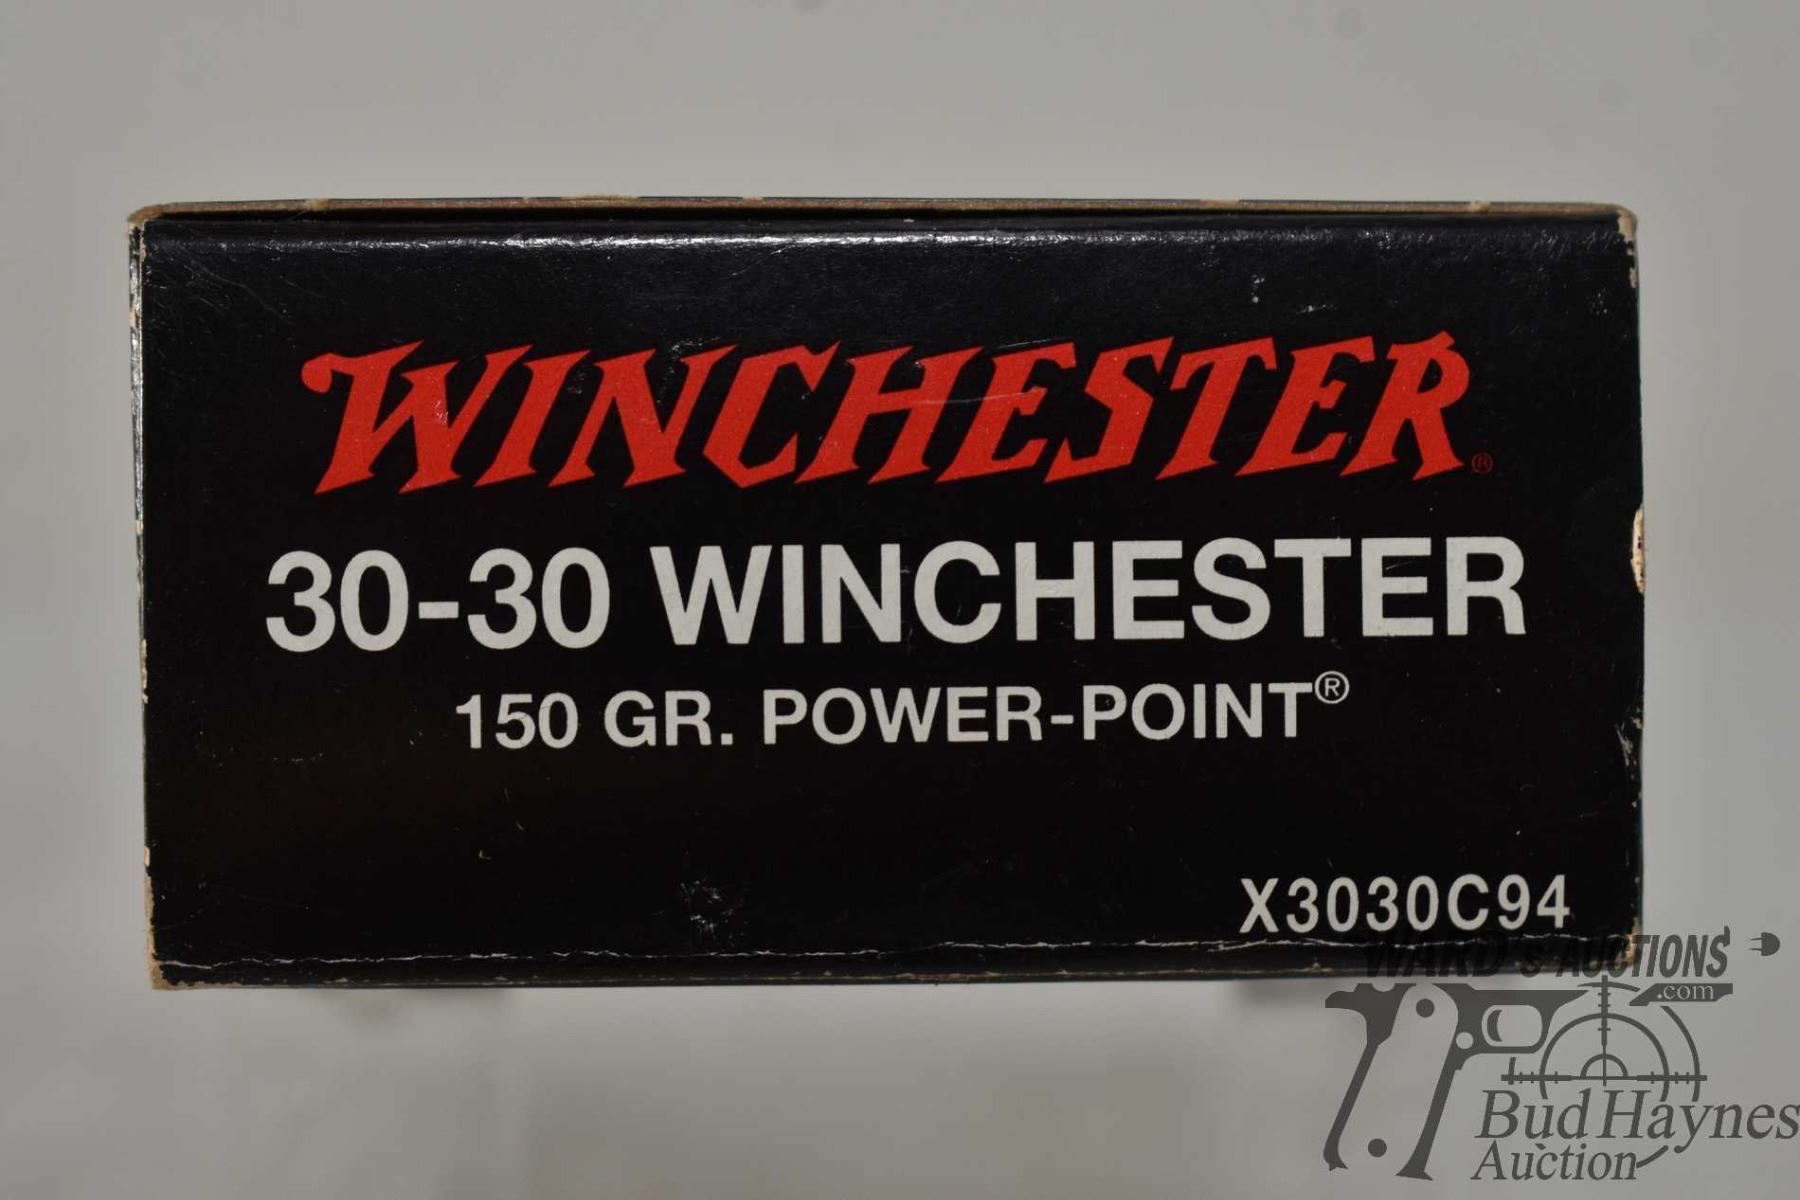 WINCHESTER®
30-30 WINCHESTER
150 GR. POWER-POINT®
X3030C94
WARD's AUCTIONS
.com
Bud Haynes
Auction